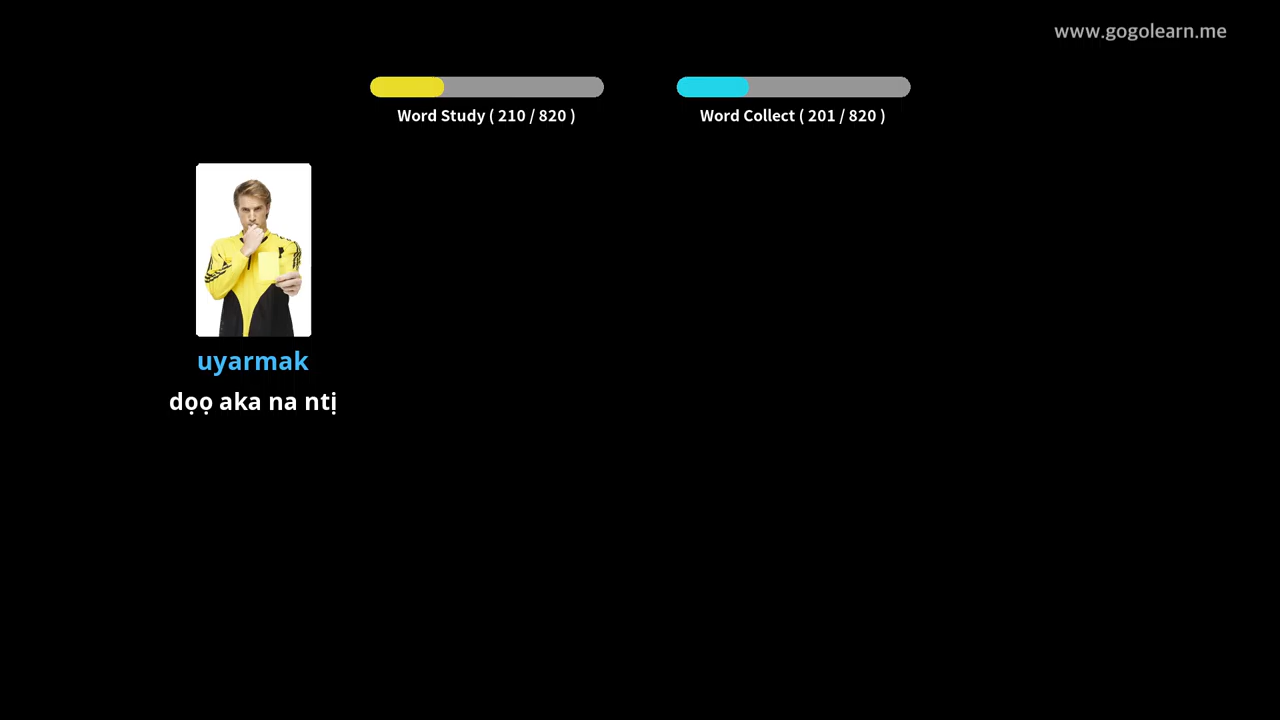 www.gogolearn.me
Word Study ( 210 / 820 )
Word Collect ( 201 / 820 )
uyarmak
dọọ aka na ntị